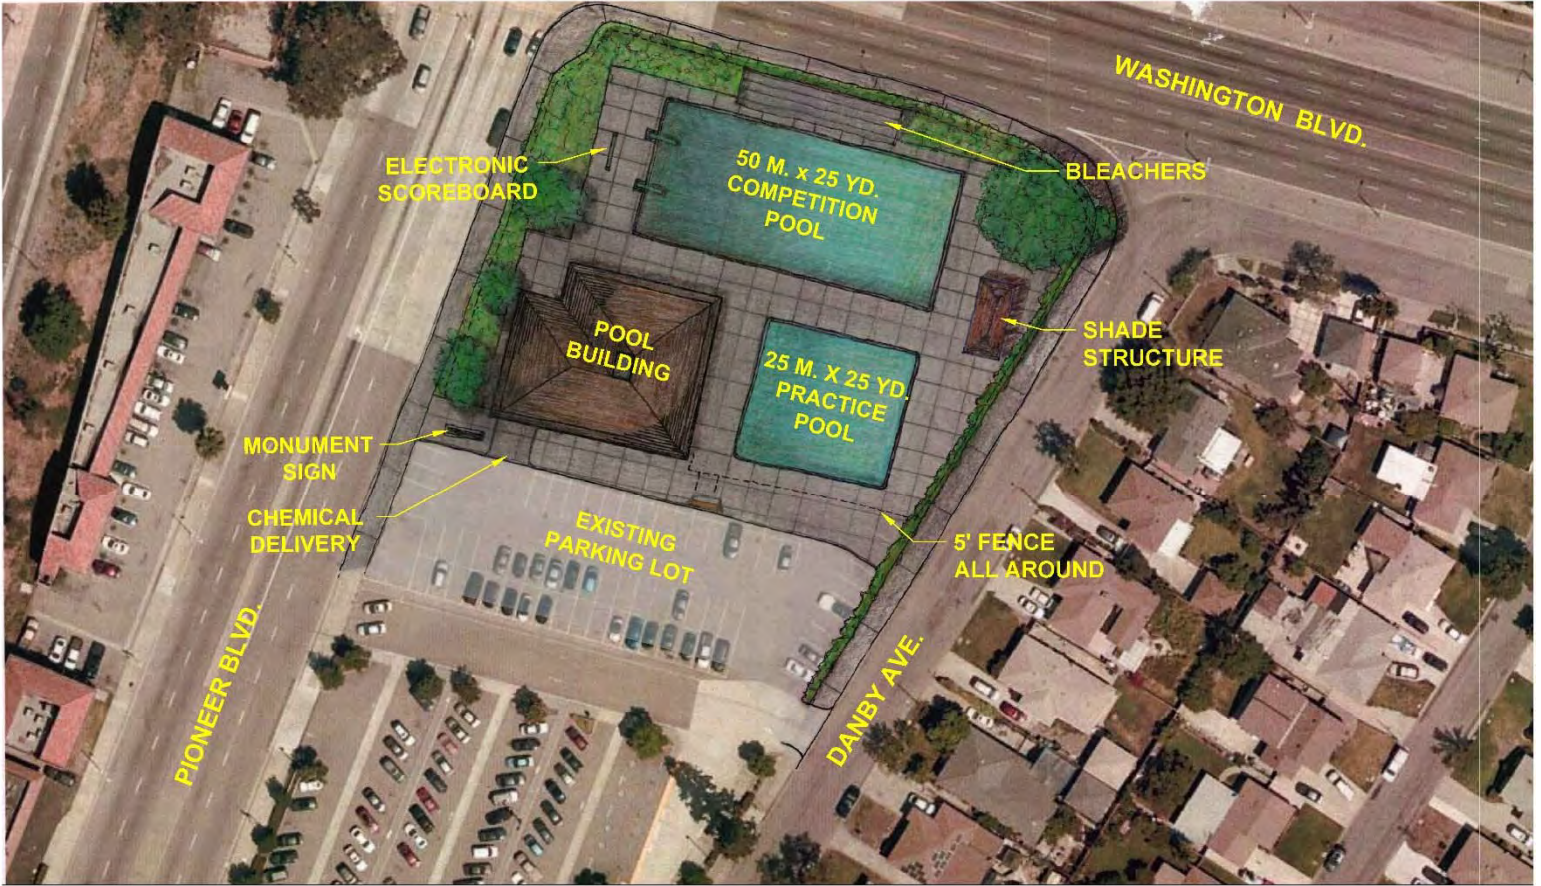 WASHINGTON BLVD.
ELECTRONIC
SCOREBOARD
50 M. x 25 YD.
COMPETITION
POOL
BLEACHERS
POOL
BUILDING
25 M. X 25 YD.
PRACTICE
POOL
SHADE
STRUCTURE
MONUMENT
SIGN
CHEMICAL
DELIVERY
EXISTING
PARKING LOT
5' FENCE
ALL AROUND
PIONEER BLVD.
DANBY AVE.